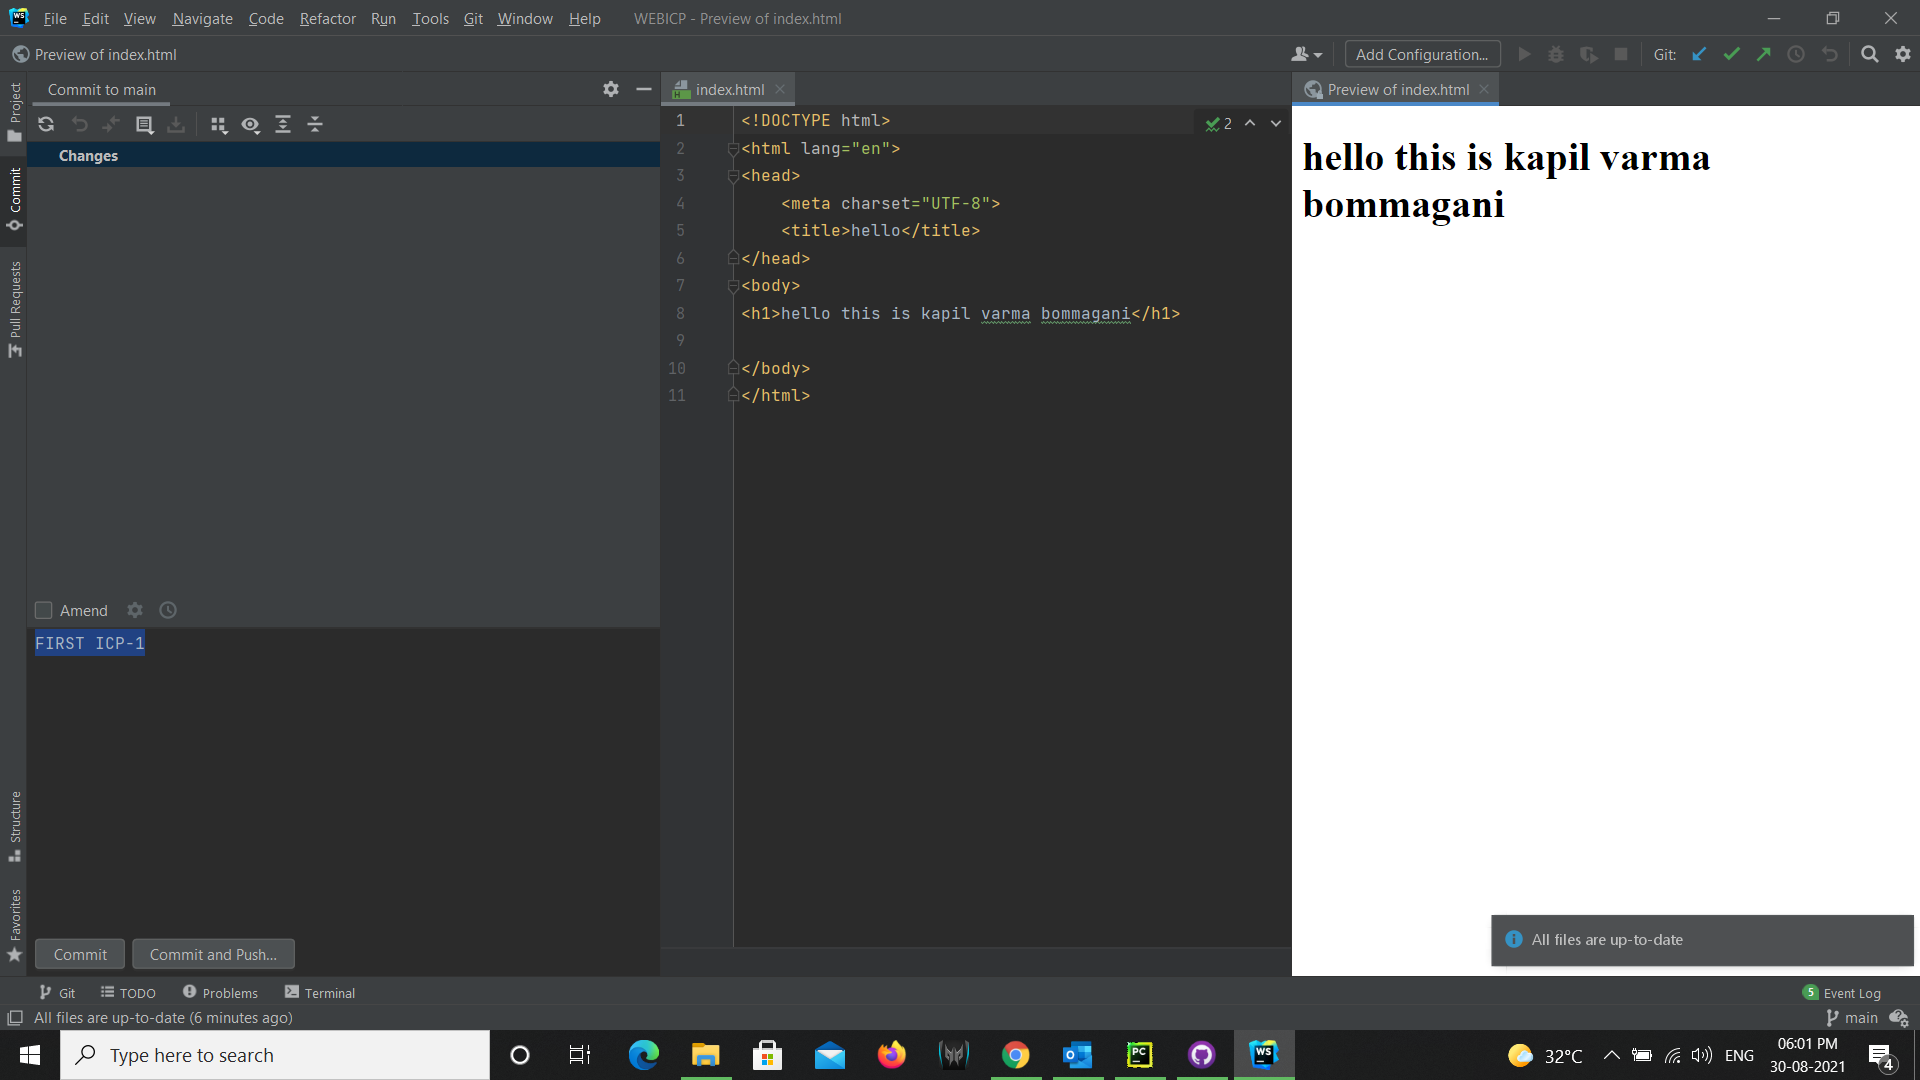 File Edit View Navigate Code Refactor Run Tools Git Window Help WEBICP - Preview of index.html
Preview of index.html Add Configuration... Git:
Project
Commit
Pull Requests
Structure
Favorites
Commit to main
Changes
Amend
FIRST ICP-1
Commit Commit and Push...
index.html
2
1 <!DOCTYPE html>
2 <html lang="en">
3 <head>
4 <meta charset="UTF-8">
5 <title>hello</title>
6 </head>
7 <body>
8 <h1>hello this is kapil varma bommagani</h1>
9
10 </body>
11 </html>
Preview of index.html
hello this is kapil varma
bommagani
All files are up-to-date
Git TODO Problems Terminal 5 Event Log
All files are up-to-date (6 minutes ago) main
Type here to search
PC
WS
32°C ENG
06:01 PM
30-08-2021
4